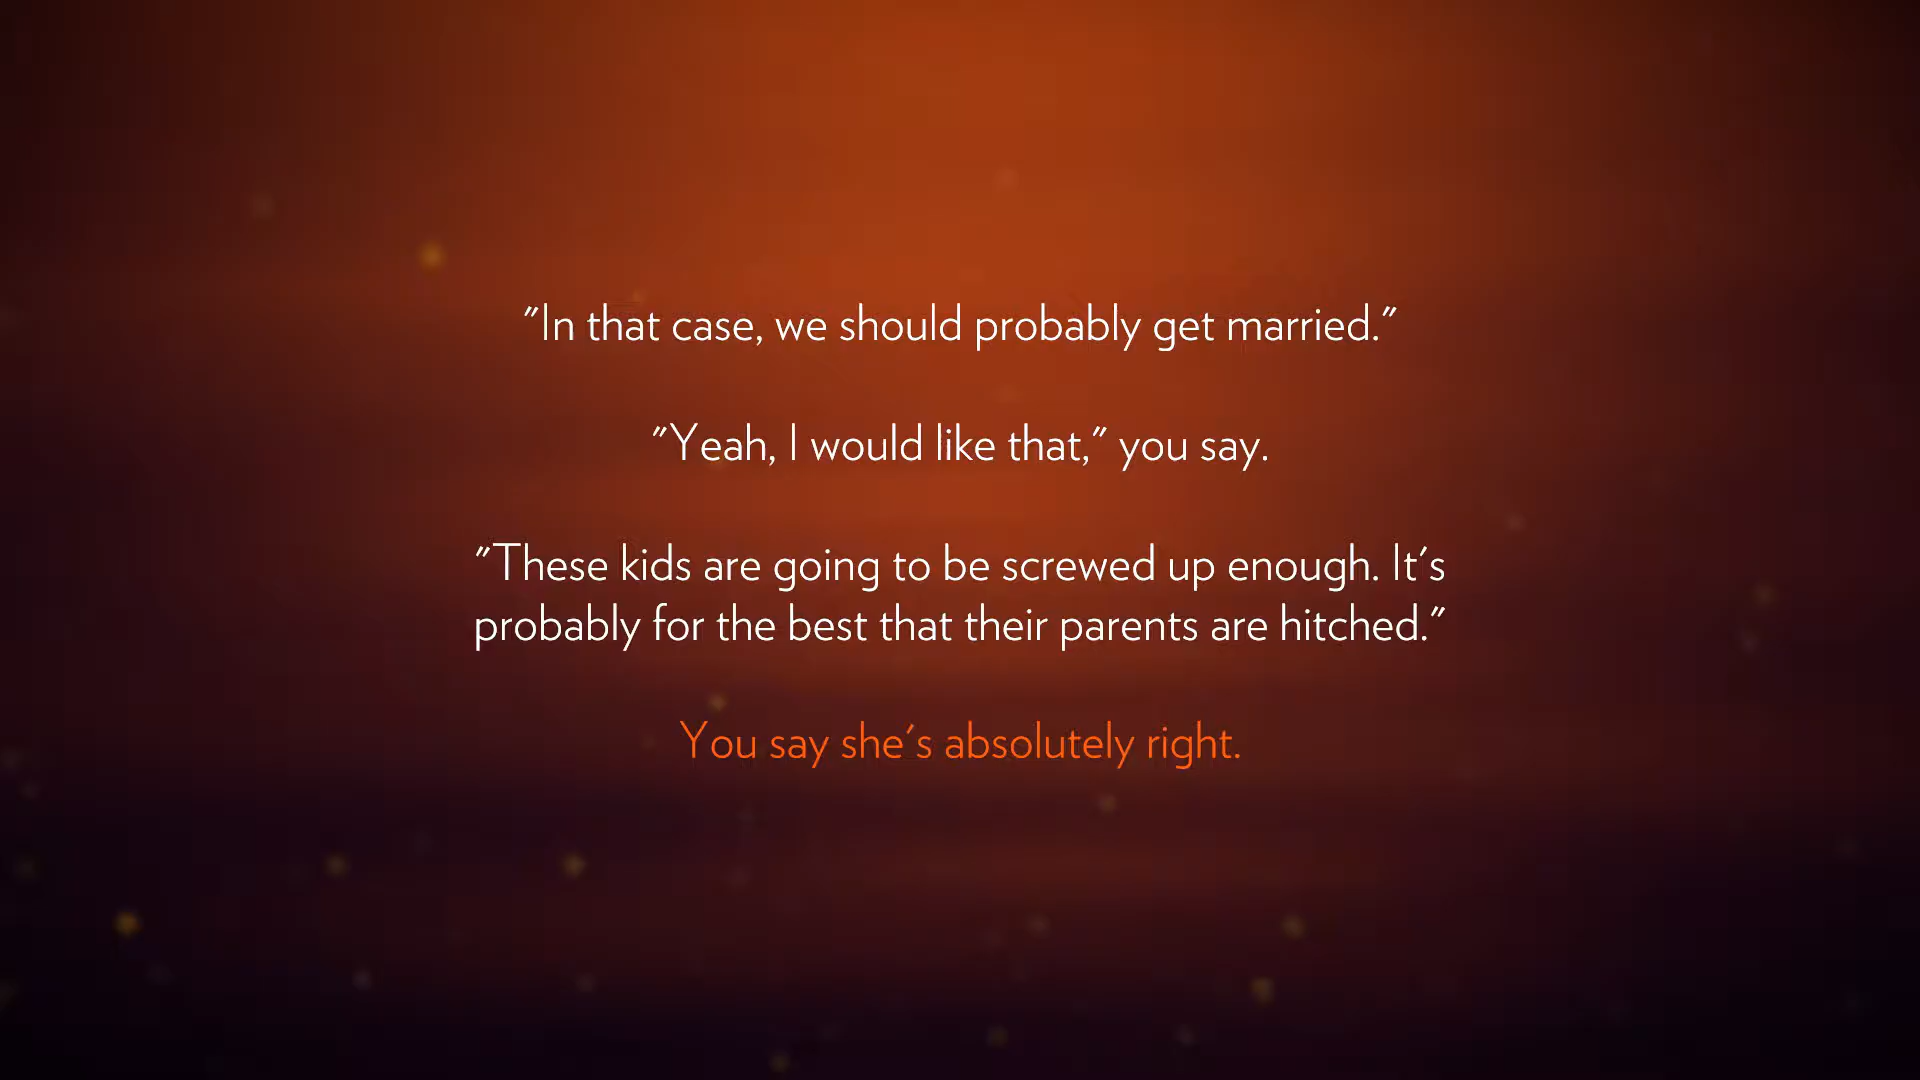 "In that case, we should probably get married."
"Yeah, I would like that," you say.
"These kids are going to be screwed up enough. It's
probably for the best that their parents are hitched."
You say she's absolutely right.